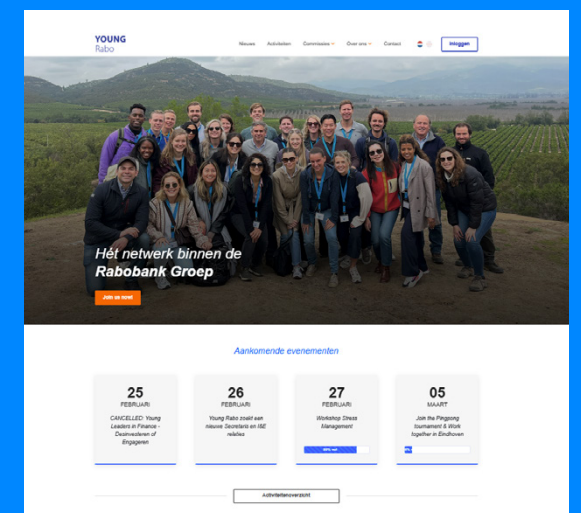 YOUNG
Rabo
Nieuws Activiteiten Commissies Over ons Contact Inloggen
Hét netwerk binnen de
Rabobank Groep
Join us now!
Aankomende evenementen
25 26 27 05
FEBRUARI FEBRUARI FEBRUARI MAART
CANCELLED: Young Young Rabo zoekt een Workshop Stress Join the Pingpong
Leaders in Finance - nieuwe Secretaris en I&E Management tournament & Work
Desinvesteren of relaties together in Eindhoven
Engageren
Activiteitenoverzicht